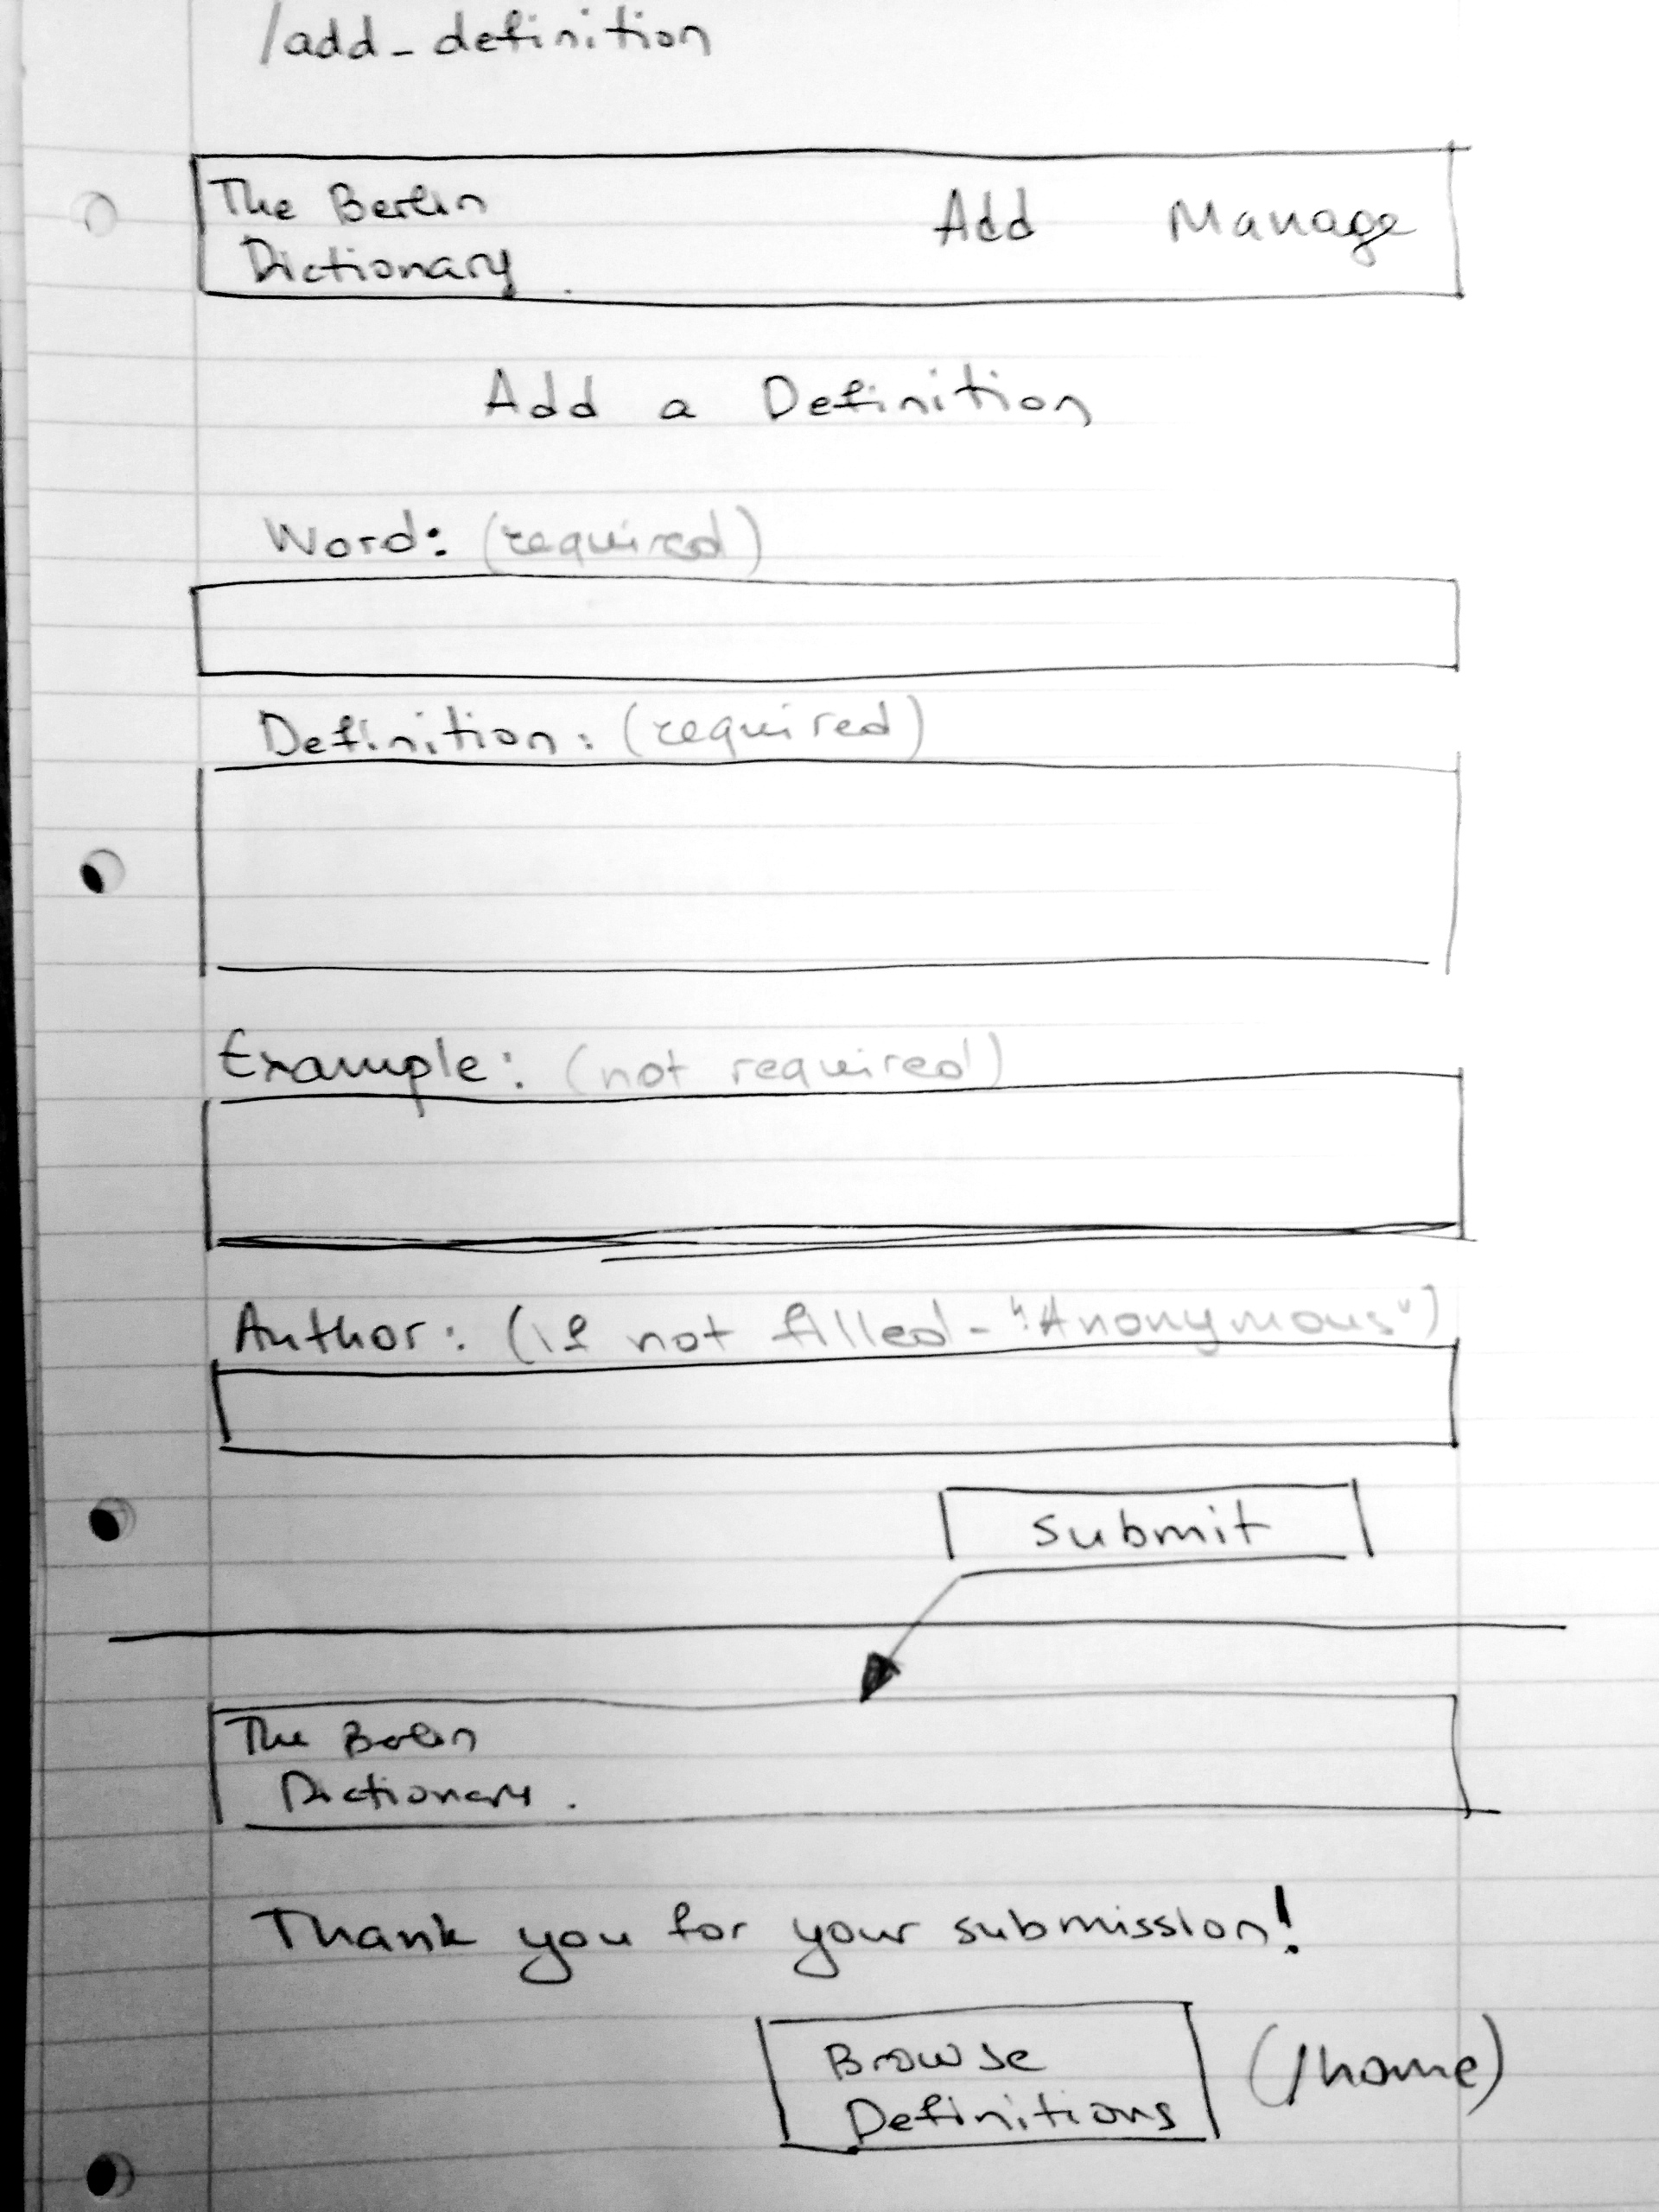 /add_definition
The Berlin
Dictionary.
Add Manage
Add a Definition
Word: (required)
Definition: (required)
Example: (not required)
Author: (if not filled - "Anonymous")
submit
The Berlin
Dictionary.
Thank you for your submission!
Browse
Definitions
(/home)